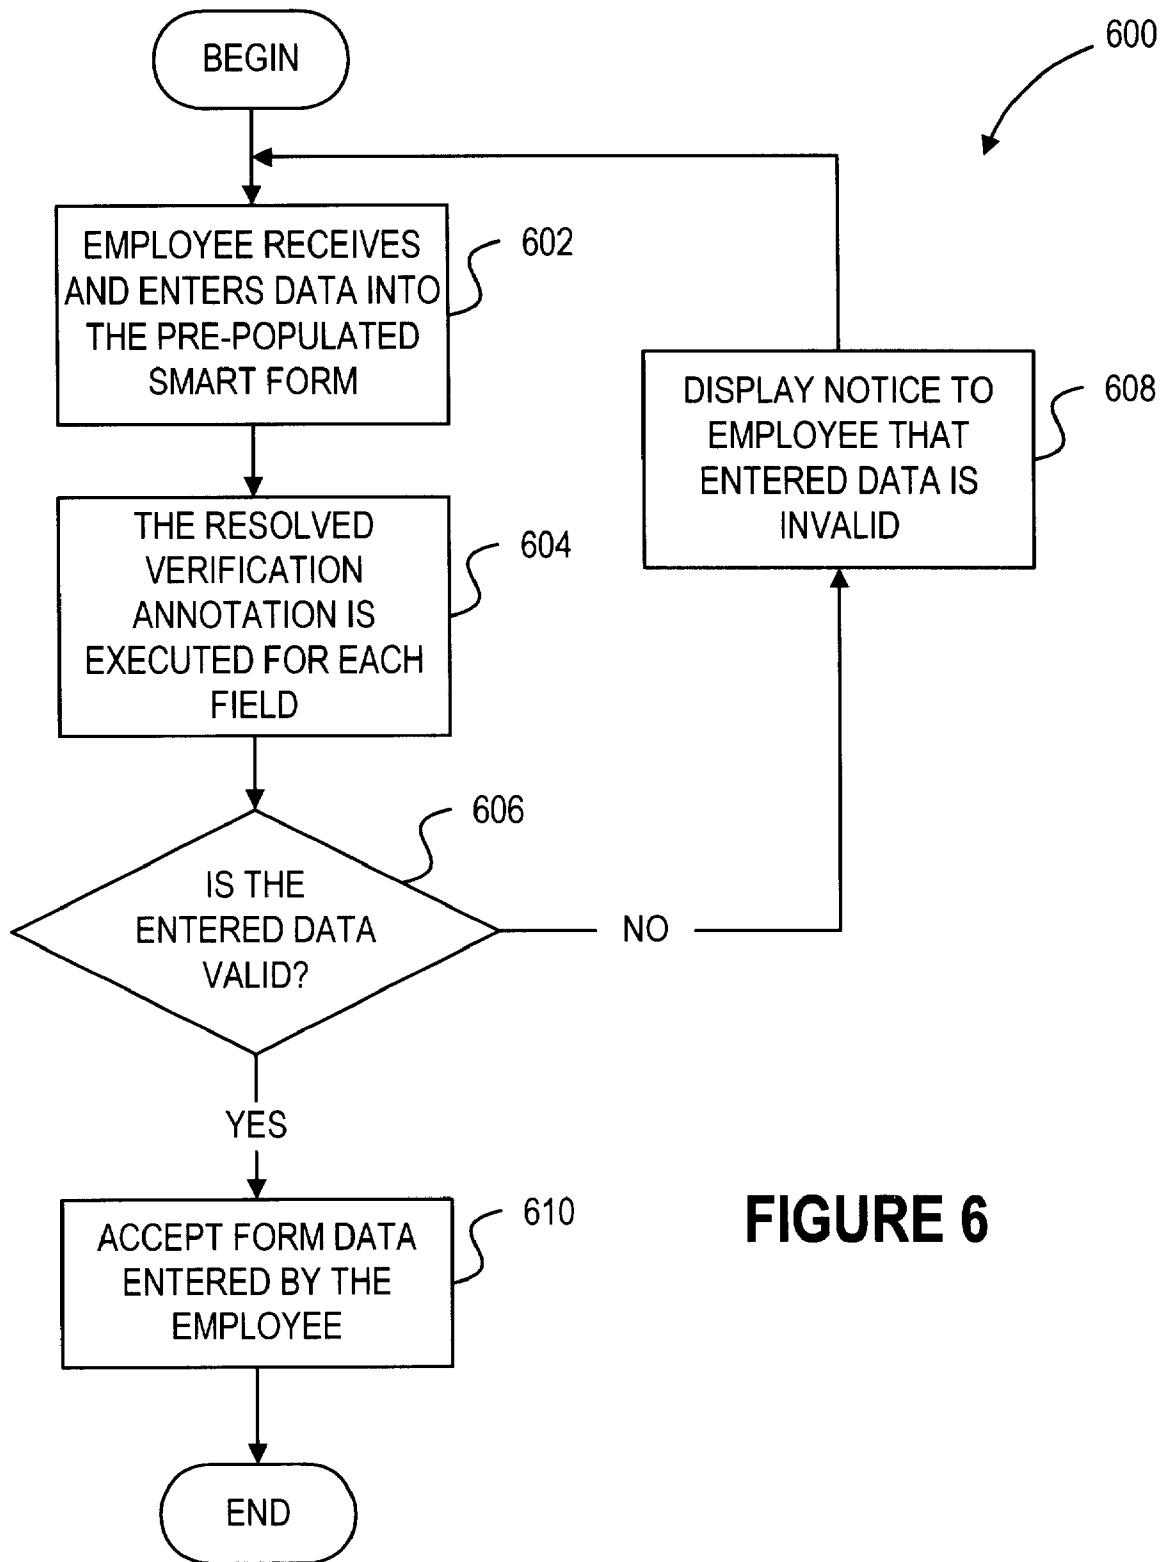 BEGIN
600
EMPLOYEE RECEIVES
AND ENTERS DATA INTO
THE PRE-POPULATED
SMART FORM
602
DISPLAY NOTICE TO
EMPLOYEE THAT
ENTERED DATA IS
INVALID
608
THE RESOLVED
VERIFICATION
ANNOTATION IS
EXECUTED FOR EACH
FIELD
604
606
IS THE
ENTERED DATA
VALID?
NO
YES
ACCEPT FORM DATA
ENTERED BY THE
EMPLOYEE
610
FIGURE 6
END